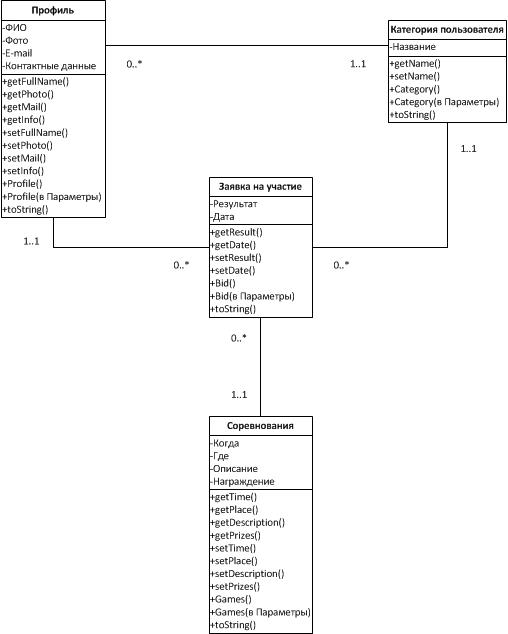 Профиль
-ФИО
-Фото
-E-mail
-Контактные данные
+getFullName()
+getPhoto()
+getMail()
+getInfo()
+setFullName()
+setPhoto()
+setMail()
+setInfo()
+Profile()
+Profile(в Параметры)
+toString()
0..*
1..1
Категория пользователя
-Название
+getName()
+setName()
+Category()
+Category(в Параметры)
+toString()
1..1
1..1
0..*
Заявка на участие
-Результат
-Дата
+getResult()
+getDate()
+setResult()
+setDate()
+Bid()
+Bid(в Параметры)
+toString()
0..*
0..*
1..1
Соревнования
-Когда
-Где
-Описание
-Награждение
+getTime()
+getPlace()
+getDescription()
+getPrizes()
+setTime()
+setPlace()
+setDescription()
+setPrizes()
+Games()
+Games(в Параметры)
+toString()